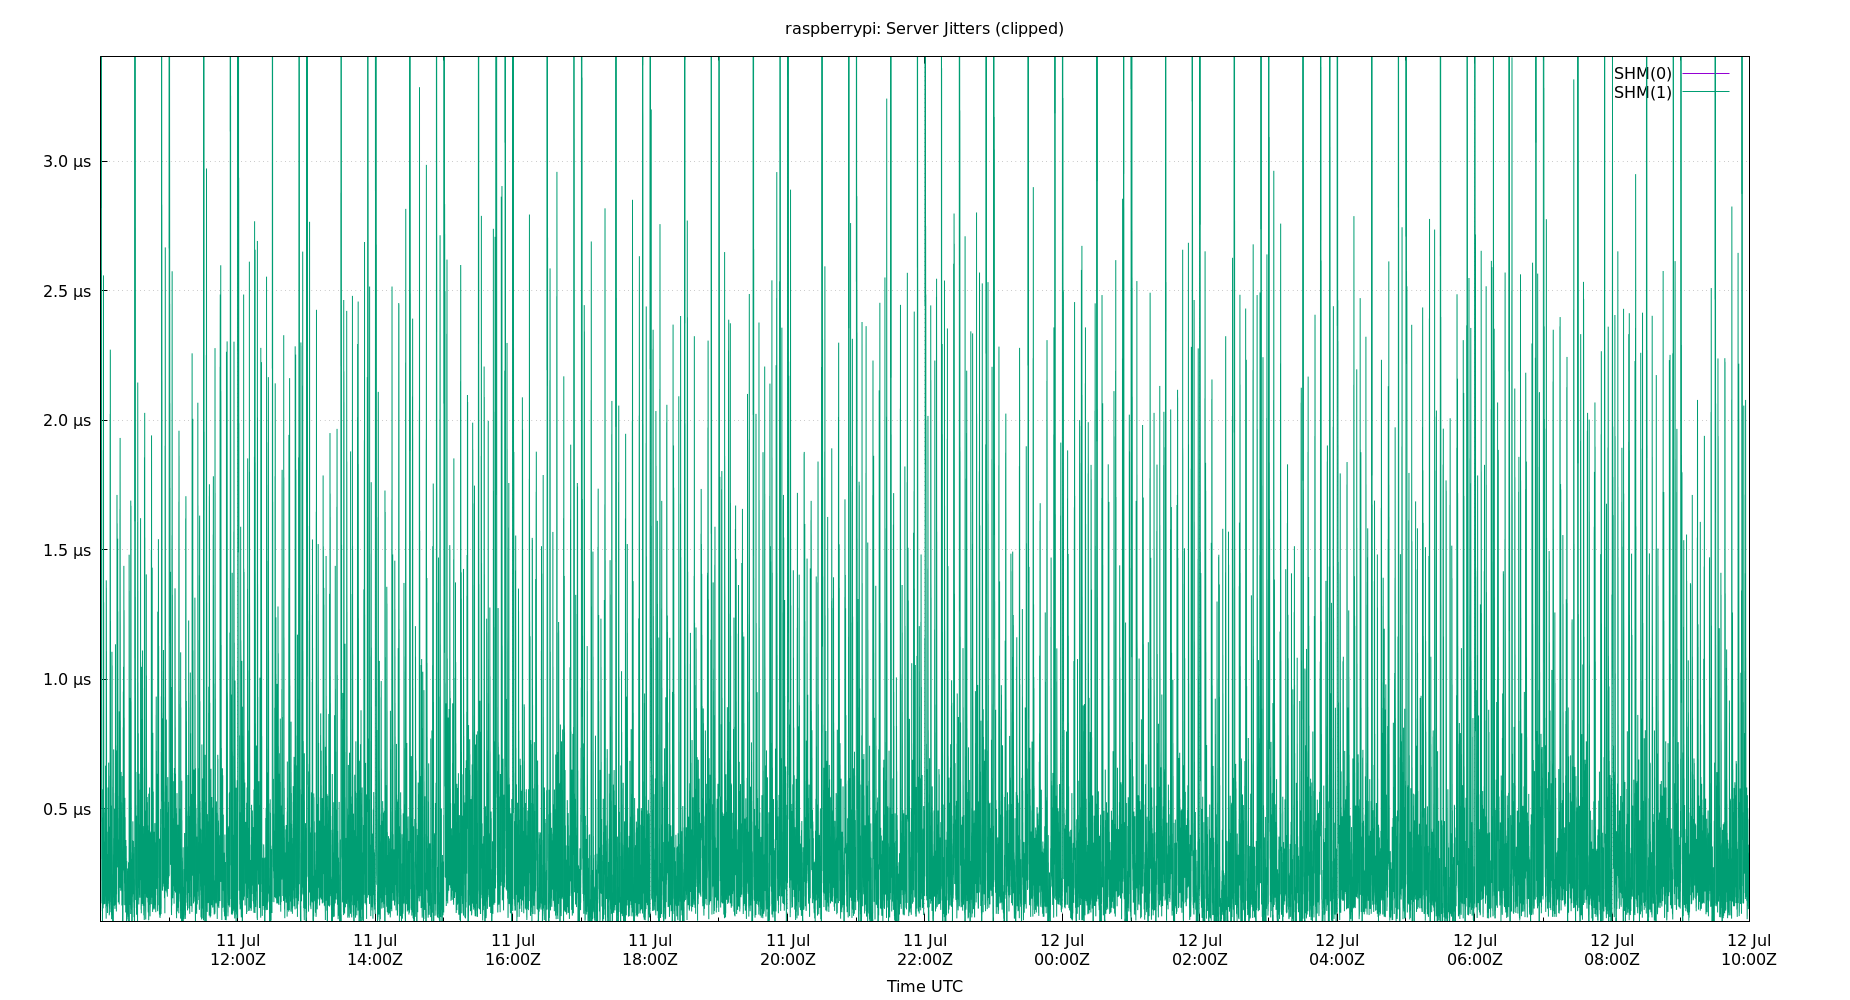 raspberrypi: Server Jitters (clipped)
SHM(0)
SHM(1)
3.0 µs
2.5 µs
2.0 µs
1.5 µs
1.0 µs
0.5 µs
11 Jul 11 Jul 11 Jul 11 Jul 11 Jul 11 Jul 12 Jul 12 Jul 12 Jul 12 Jul 12 Jul 12 Jul
12:00Z 14:00Z 16:00Z 18:00Z 20:00Z 22:00Z 00:00Z 02:00Z 04:00Z 06:00Z 08:00Z 10:00Z
Time UTC